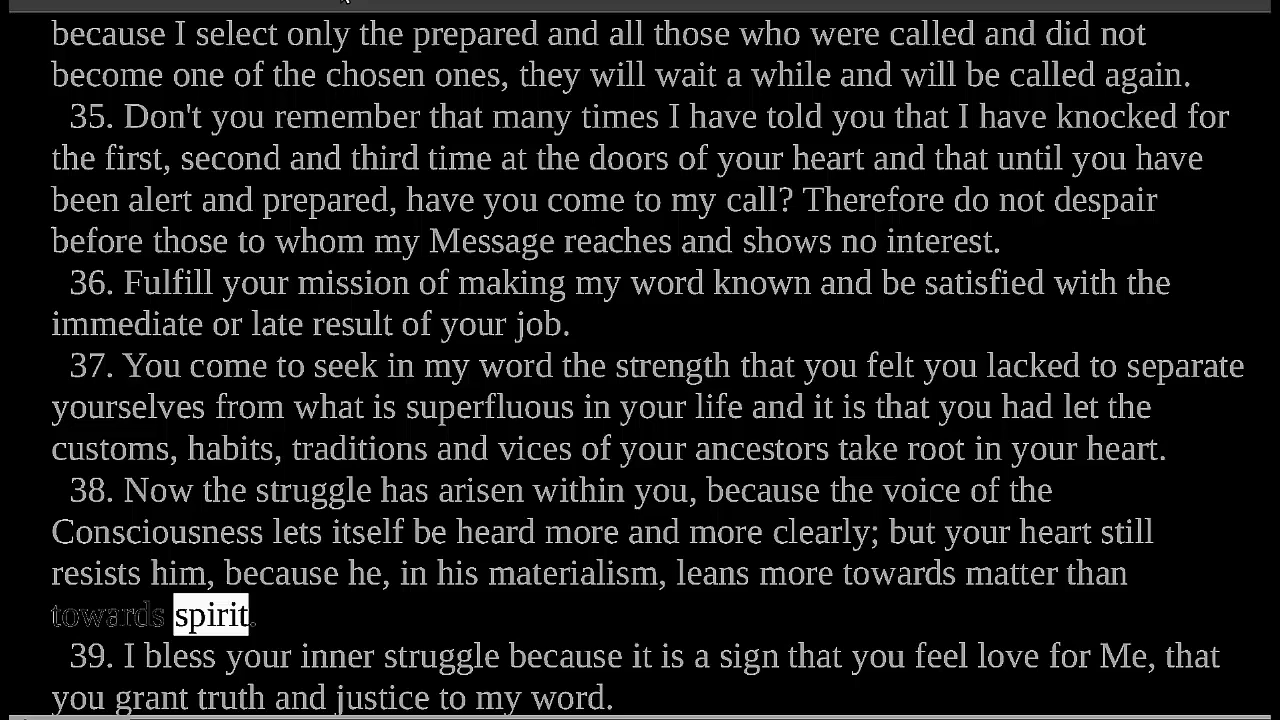 because I select only the prepared and all those who were called and did not
become one of the chosen ones, they will wait a while and will be called again.
35. Don't you remember that many times I have told you that I have knocked for
the first, second and third time at the doors of your heart and that until you have
been alert and prepared, have you come to my call? Therefore do not despair
before those to whom my Message reaches and shows no interest.
36. Fulfill your mission of making my word known and be satisfied with the
immediate or late result of your job.
37. You come to seek in my word the strength that you felt you lacked to separate
yourselves from what is superfluous in your life and it is that you had let the
customs, habits, traditions and vices of your ancestors take root in your heart.
38. Now the struggle has arisen within you, because the voice of the
Consciousness lets itself be heard more and more clearly; but your heart still
resists him, because he, in his materialism, leans more towards matter than
towards spirit.
39. I bless your inner struggle because it is a sign that you feel love for Me, that
you grant truth and justice to my word.